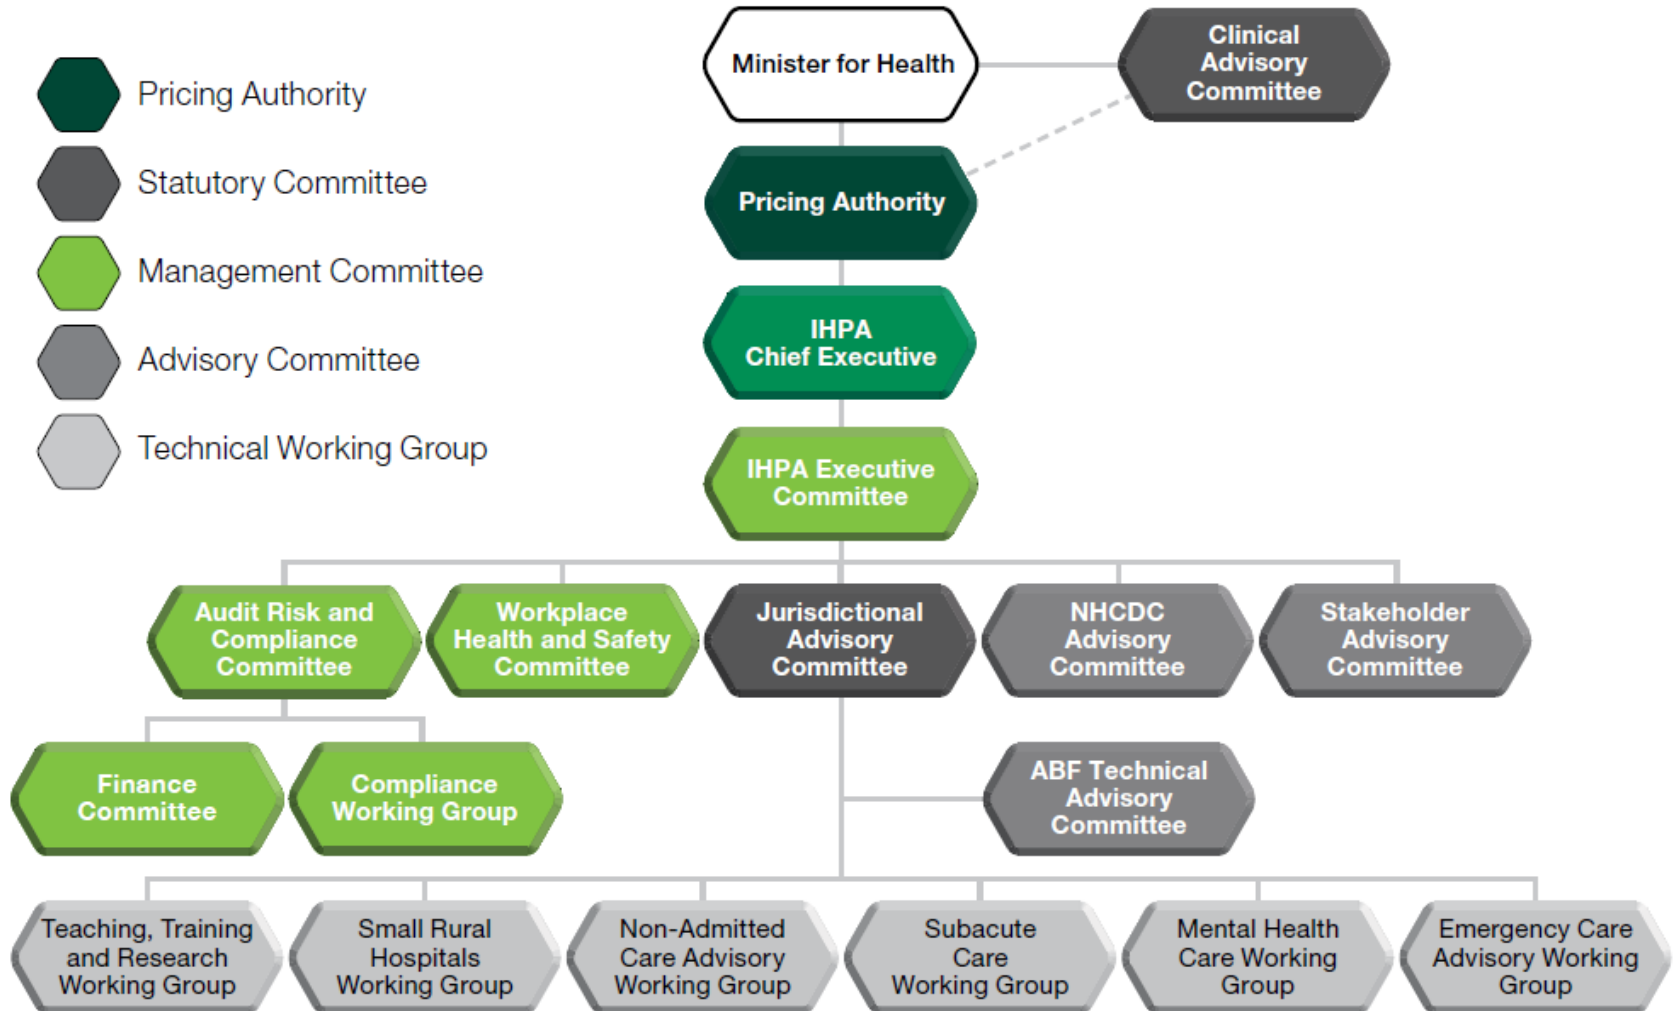 Pricing Authority
Statutory Committee
Management Committee
Advisory Committee
Technical Working Group
Minister for Health
Clinical
Advisory
Committee
Pricing Authority
IHPA
Chief Executive
IHPA Executive
Committee
Audit Risk and
Compliance
Committee
Workplace
Health and Safety
Committee
Jurisdictional
Advisory
Committee
NHCDC
Advisory
Committee
Stakeholder
Advisory
Committee
Finance
Committee
Compliance
Working Group
ABF Technical
Advisory
Committee
Teaching, Training
and Research
Working Group
Small Rural
Hospitals
Working Group
Non-Admitted
Care Advisory
Working Group
Subacute
Care
Working Group
Mental Health
Care Working
Group
Emergency Care
Advisory Working
Group